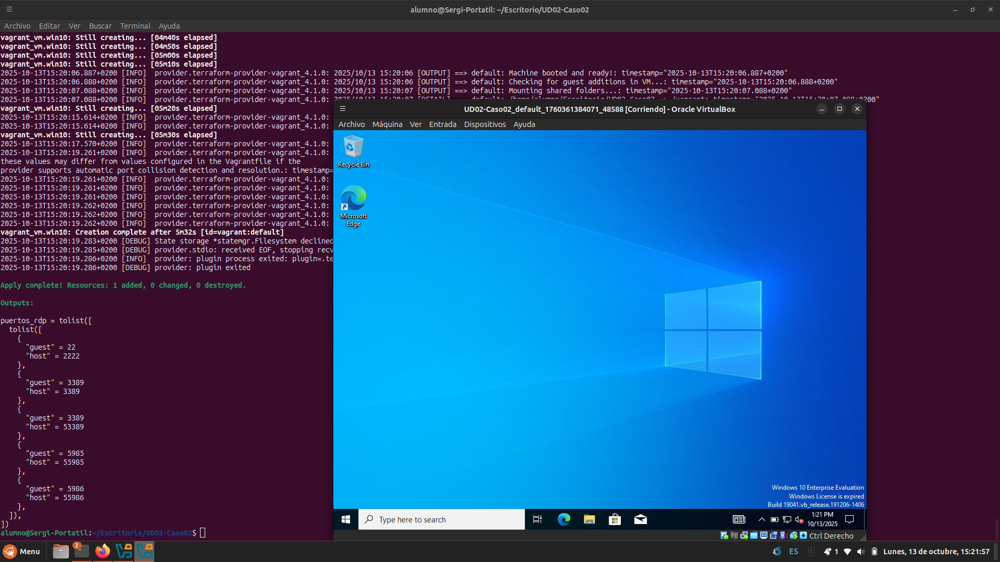 alumno@Sergi-Portatil: ~/Escritorio/UD02-Caso02
Archivo Editar Ver Buscar Terminal Ayuda
vagrant_vm.win10: Still creating... [04m40s elapsed]
vagrant_vm.win10: Still creating... [04m50s elapsed]
vagrant_vm.win10: Still creating... [05m00s elapsed]
vagrant_vm.win10: Still creating... [05m10s elapsed]
2025-10-13T15:20:06.887+0200 [INFO]  provider.terraform-provider-vagrant_4.1.0: 2025/10/13 15:20:06 [OUTPUT] ==> default: Machine booted and ready!: timestamp="2025-10-13T15:20:06.887+0200"
2025-10-13T15:20:06.888+0200 [INFO]  provider.terraform-provider-vagrant_4.1.0: 2025/10/13 15:20:06 [OUTPUT] ==> default: Checking for guest additions in VM...: timestamp="2025-10-13T15:20:06.888+0200"
2025-10-13T15:20:07.088+0200 [INFO]  provider.terraform-provider-vagrant_4.1.0: 2025/10/13 15:20:07 [OUTPUT] ==> default: Mounting shared folders...: timestamp="2025-10-13T15:20:07.088+0200"
2025-10-13T15:20:07.088+0200 [INFO]  provider.terraform-provider-vagrant_4.1.0: 2025/10/13 15:20:07 [DETAIL] default: /home/alumno/Escritorio/UD02-Caso02 => /vagrant: timestamp="2025-10-13T15:20:07.088+0200"
vagrant_vm.win10: Still creating... [05m20s elapsed]
2025-10-13T15:20:15.614+0200 [INFO]  provider.terraform-provider-vagrant_4.1.0:
2025-10-13T15:20:15.614+0200 [INFO]  provider.terraform-provider-vagrant_4.1.0:
vagrant_vm.win10: Still creating... [05m30s elapsed]
2025-10-13T15:20:17.570+0200 [INFO]  provider.terraform-provider-vagrant_4.1.0:
2025-10-13T15:20:19.261+0200 [INFO]  provider.terraform-provider-vagrant_4.1.0:
these values may differ from values configured in the Vagrantfile if the
provider supports automatic port collision detection and resolution.: timestamp=
2025-10-13T15:20:19.261+0200 [INFO]  provider.terraform-provider-vagrant_4.1.0:
2025-10-13T15:20:19.261+0200 [INFO]  provider.terraform-provider-vagrant_4.1.0:
2025-10-13T15:20:19.261+0200 [INFO]  provider.terraform-provider-vagrant_4.1.0:
2025-10-13T15:20:19.262+0200 [INFO]  provider.terraform-provider-vagrant_4.1.0:
2025-10-13T15:20:19.262+0200 [INFO]  provider.terraform-provider-vagrant_4.1.0:
2025-10-13T15:20:19.262+0200 [INFO]  provider.terraform-provider-vagrant_4.1.0:
vagrant_vm.win10: Creation complete after 5m32s [id=vagrant:default]
2025-10-13T15:20:19.283+0200 [DEBUG] State storage *statemgr.Filesystem declined
2025-10-13T15:20:19.285+0200 [DEBUG] provider.stdio: received EOF, stopping recv
2025-10-13T15:20:19.286+0200 [INFO]  provider: plugin process exited: plugin=.te
2025-10-13T15:20:19.286+0200 [DEBUG] provider: plugin exited
Apply complete! Resources: 1 added, 0 changed, 0 destroyed.
Outputs:
puertos_rdp = tolist([
  tolist([
    {
      "guest" = 22
      "host" = 2222
    },
    {
      "guest" = 3389
      "host" = 3389
    },
    {
      "guest" = 3389
      "host" = 53389
    },
    {
      "guest" = 5985
      "host" = 55985
    },
    {
      "guest" = 5986
      "host" = 55986
    },
  ]),
])
alumno@Sergi-Portatil:~/Escritorio/UD02-Caso02$
UD02-Caso02_default_1760361384071_48588 [Corriendo] - Oracle VirtualBox
Archivo Máquina Ver Entrada Dispositivos Ayuda
Recycle Bin
Microsoft
Edge
Windows 10 Enterprise Evaluation
Windows License is expired
Build 19041.vb_release.191206-1406
Type here to search
1:21 PM
10/13/2025
Ctrl Derecho
Menu
2
ES
1
Lunes, 13 de octubre, 15:21:57